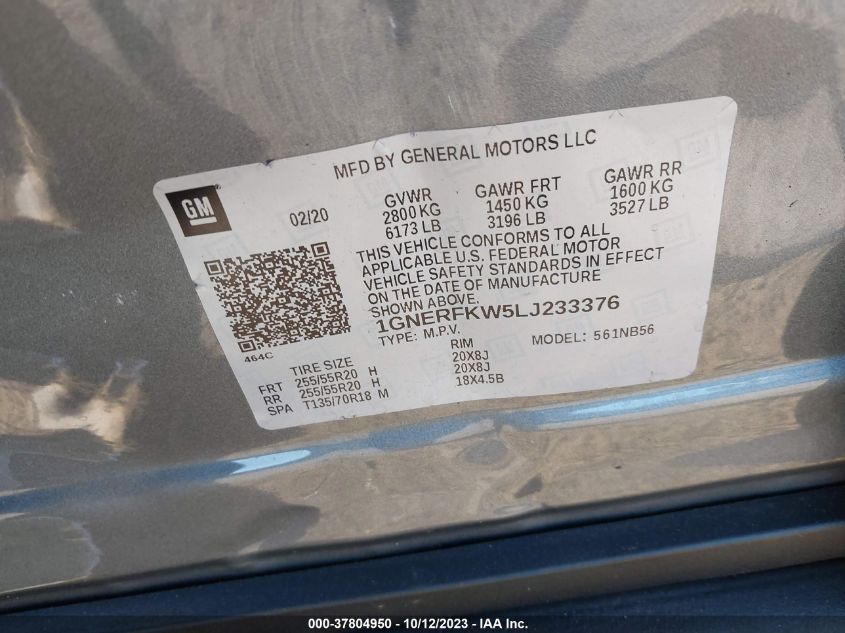 MFD BY GENERAL MOTORS LLC
GM®
02/20
GVWR GAWR FRT GAWR RR
2800 KG 1450 KG 1600 KG
6173 LB 3196 LB 3527 LB
THIS VEHICLE CONFORMS TO ALL
APPLICABLE U.S. FEDERAL MOTOR
VEHICLE SAFETY STANDARDS IN EFFECT
ON THE DATE OF MANUFACTURE
SHOWN ABOVE.
1GNERFKW5LJ233376
TYPE: M.P.V. MODEL: 561NB56
464C
TIRE SIZE RIM
FRT 255/55R20 H 20X8J
RR 255/55R20 H 20X8J
SPA T135/70R18 M 18X4.5B
000-37804950 - 10/12/2023 - IAA Inc.